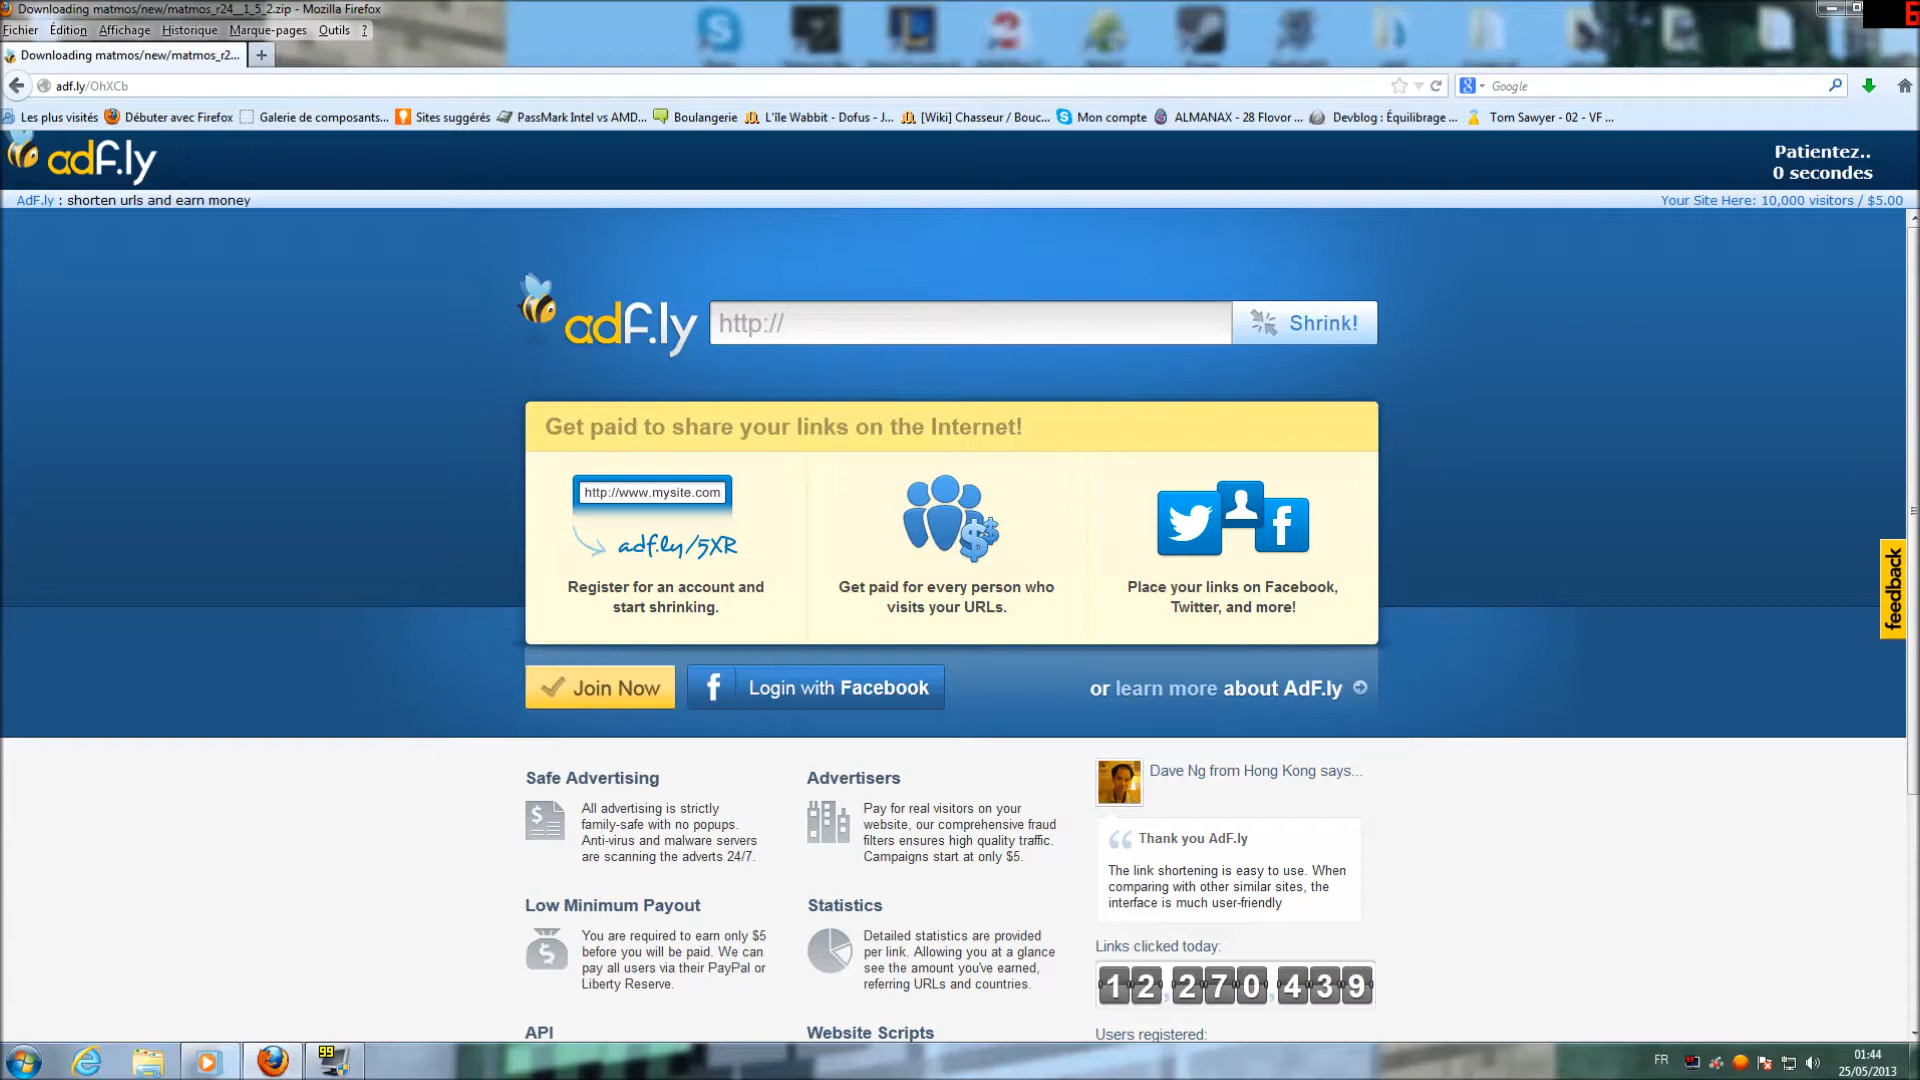 Downloading matmos/new/matmos_r24__1_5_2.zip - Mozilla Firefox
Fichier Édition Affichage Historique Marque-pages Outils ?
Downloading matmos/new/matmos_r2... +
adf.ly/OhXCb
Google
Les plus visités Débuter avec Firefox Galerie de composants... Sites suggérés PassMark Intel vs AMD... Boulangerie L'île Wabbit - Dofus - J... [Wiki] Chasseur / Bouc... Mon compte ALMANAX - 28 Flovor ... Devblog : Équilibrage ... Tom Sawyer - 02 - VF ...
adf.ly
Patientez..
0 secondes
AdF.ly : shorten urls and earn money
Your Site Here: 10,000 visitors / $5.00
adf.ly
http://
Shrink!
Get paid to share your links on the Internet!
http://www.mysite.com
adf.ly/5XR
Register for an account and
start shrinking.
Get paid for every person who
visits your URLs.
Place your links on Facebook,
Twitter, and more!
feedback
Join Now
Login with Facebook
or learn more about AdF.ly
Safe Advertising
All advertising is strictly
family-safe with no popups.
Anti-virus and malware servers
are scanning the adverts 24/7.
Advertisers
Pay for real visitors on your
website, our comprehensive fraud
filters ensures high quality traffic.
Campaigns start at only $5.
Dave Ng from Hong Kong says...
Thank you AdF.ly
The link shortening is easy to use. When
comparing with other similar sites, the
interface is much user-friendly
Low Minimum Payout
You are required to earn only $5
before you will be paid. We can
pay all users via their PayPal or
Liberty Reserve.
Statistics
Detailed statistics are provided
per link. Allowing you at a glance
see the amount you've earned,
referring URLs and countries.
Links clicked today:
12,270,439
API
Website Scripts
Users registered:
99
FR
01:44
25/05/2013